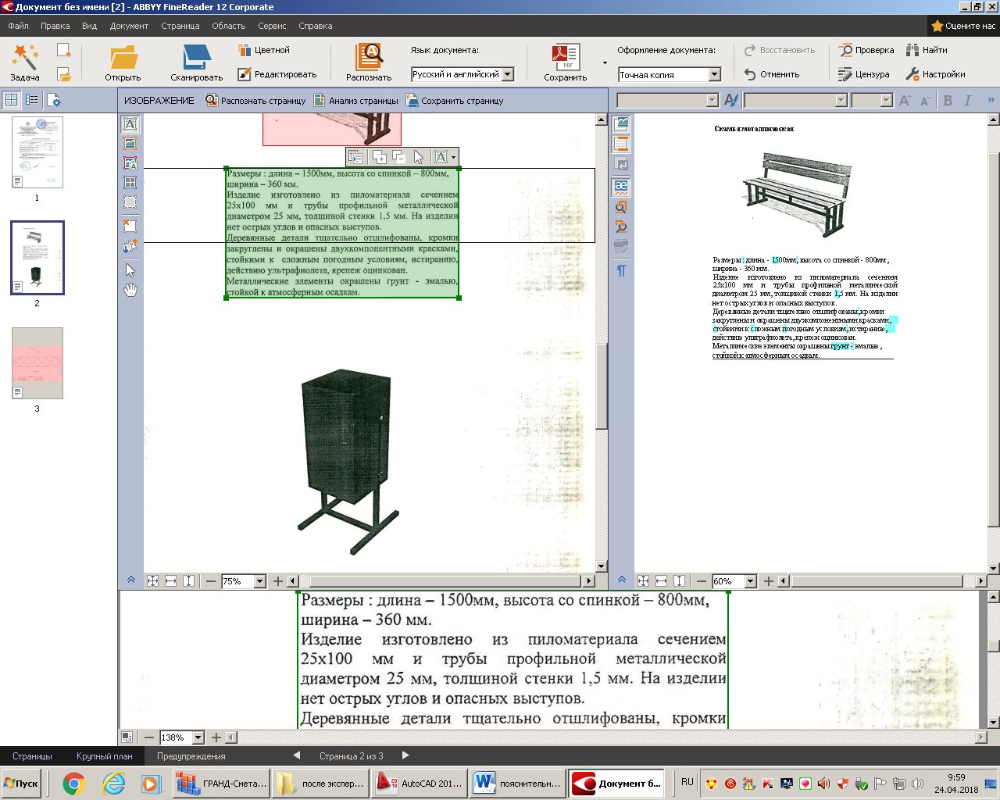 Документ без имени [2] - ABBYY FineReader 12 Corporate
Файл Правка Вид Документ Страница Область Сервис Справка
Оцените нас
Задача
Открыть
Сканировать
Цветной
Редактировать
Распознать
Язык документа:
Русский и английский
PDF
Сохранить
Оформление документа:
Точная копия
Восстановить
Отменить
Проверка
Цензура
Найти
Настройки
ИЗОБРАЖЕНИЕ Распознать страницу Анализ страницы Сохранить страницу
1
2
3
Размеры : длина – 1500мм, высота со спинкой – 800мм,
ширина – 360 мм.
Изделие изготовлено из пиломатериала сечением
25х100 мм и трубы профильной металлической
диаметром 25 мм, толщиной стенки 1,5 мм. На изделии
нет острых углов и опасных выступов.
Деревянные детали тщательно отшлифованы, кромки
закруглены и окрашены двухкомпонентными красками,
стойкими к сложным погодным условиям, истиранию,
действию ультрафиолета, крепеж оцинкован.
Металлические элементы окрашены грунт - эмалью,
стойкой к атмосферным осадкам.
75%
Скамья металлическая
Размеры : длина - 1500мм, высота со спинкой - 800мм,
ширина - 360 мм.
Изделие изготовлено из пиломатериала сечением
25х100 мм и трубы профильной металлической
диаметром 25 мм, толщиной стенки 1,5 мм. На изделии
нет острых углов и опасных выступов.
Деревянные детали тщательно отшлифованы, кромки
закруглены и окрашены двухкомпонентными красками,
стойкими к сложным погодным условиям, истиранию,
действию ультрафиолета, крепеж оцинкован.
Металлические элементы окрашены грунт - эмалью,
стойкой к атмосферным осадкам.
60%
Размеры : длина – 1500мм, высота со спинкой – 800мм,
ширина – 360 мм.
Изделие изготовлено из пиломатериала сечением
25х100 мм и трубы профильной металлической
диаметром 25 мм, толщиной стенки 1,5 мм. На изделии
нет острых углов и опасных выступов.
Деревянные детали тщательно отшлифованы, кромки
138%
Страницы Крупный план Предупреждения Страница 2 из 3
Пуск ГРАНД-Смета... после экспер... AutoCAD 201... пояснительн... Документ б... RU 9:59
24.04.2018